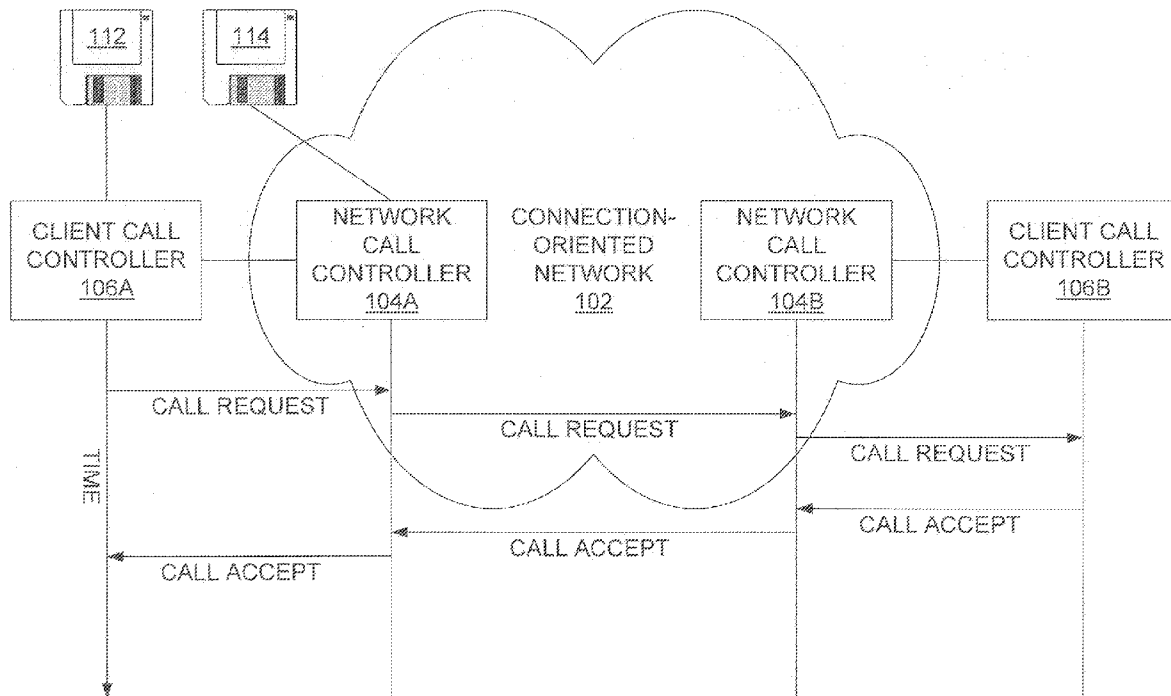 112
114
CLIENT CALL
CONTROLLER
106A
NETWORK
CALL
CONTROLLER
104A
CONNECTION-
ORIENTED
NETWORK
102
NETWORK
CALL
CONTROLLER
104B
CLIENT CALL
CONTROLLER
106B
CALL REQUEST
CALL REQUEST
CALL REQUEST
TIME
CALL ACCEPT
CALL ACCEPT
CALL ACCEPT